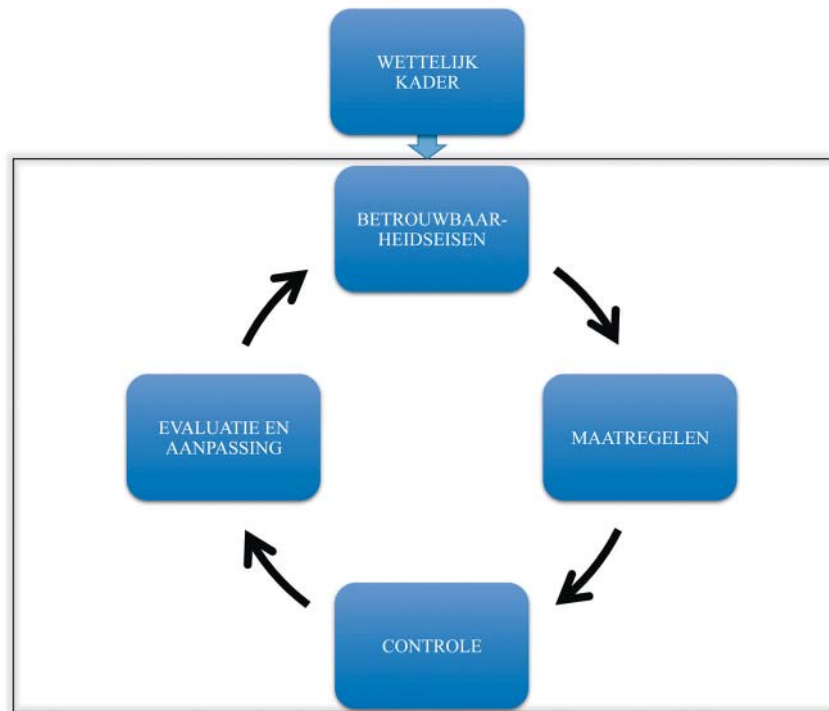 WETTELIJK
KADER
BETROUWBAAR-
HEIDSEISEN
EVALUATIE EN
AANPASSING
MAATREGELEN
CONTROLE